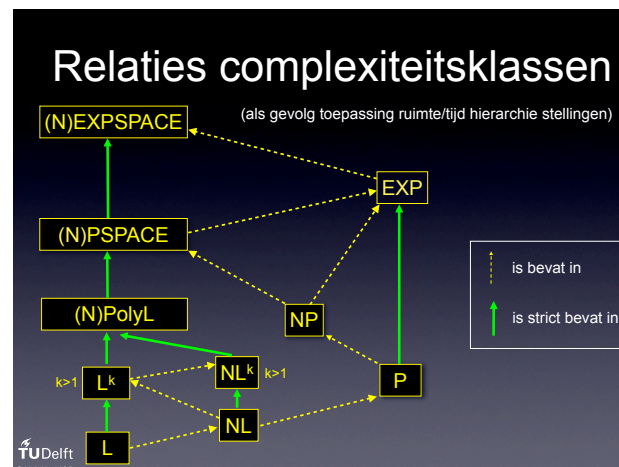 Relaties complexiteitsklassen
(als gevolg toepassing ruimte/tijd hierarchie stellingen)
(N)EXPSPACE
EXP
(N)PSPACE
is bevat in
(N)PolyL
NP
is strict bevat in
k>1
Lᵏ
NLᵏ
k>1
P
NL
L
TUDelft